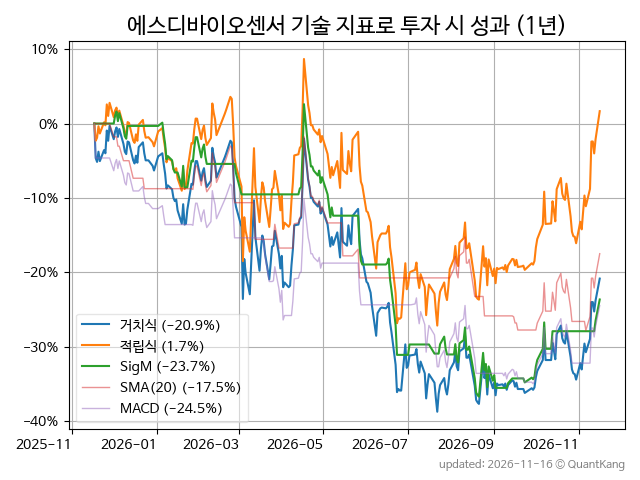 에스디바이오센서 기술 지표로 투자 시 성과 (1년)
10%
0%
−10%
−20%
−30%
−40%
거치식 (−20.9%)
적립식 (1.7%)
SigM (−23.7%)
SMA(20) (−17.5%)
MACD (−24.5%)
2025-11
2026-01
2026-03
2026-05
2026-07
2026-09
2026-11
updated: 2026-11-16 © QuantKang